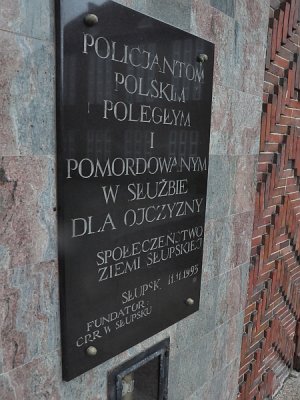 POLICJANTOM
POLSKIM
POLEGŁYM
I
POMORDOWANYM
W SŁUŻBIE
DLA OJCZYZNY
SPOŁECZEŃSTWO
ZIEMI SŁUPSKIEJ
SŁUPSK 11.11.1995
FUNDATOR:
C.P.R. W SŁUPSKU